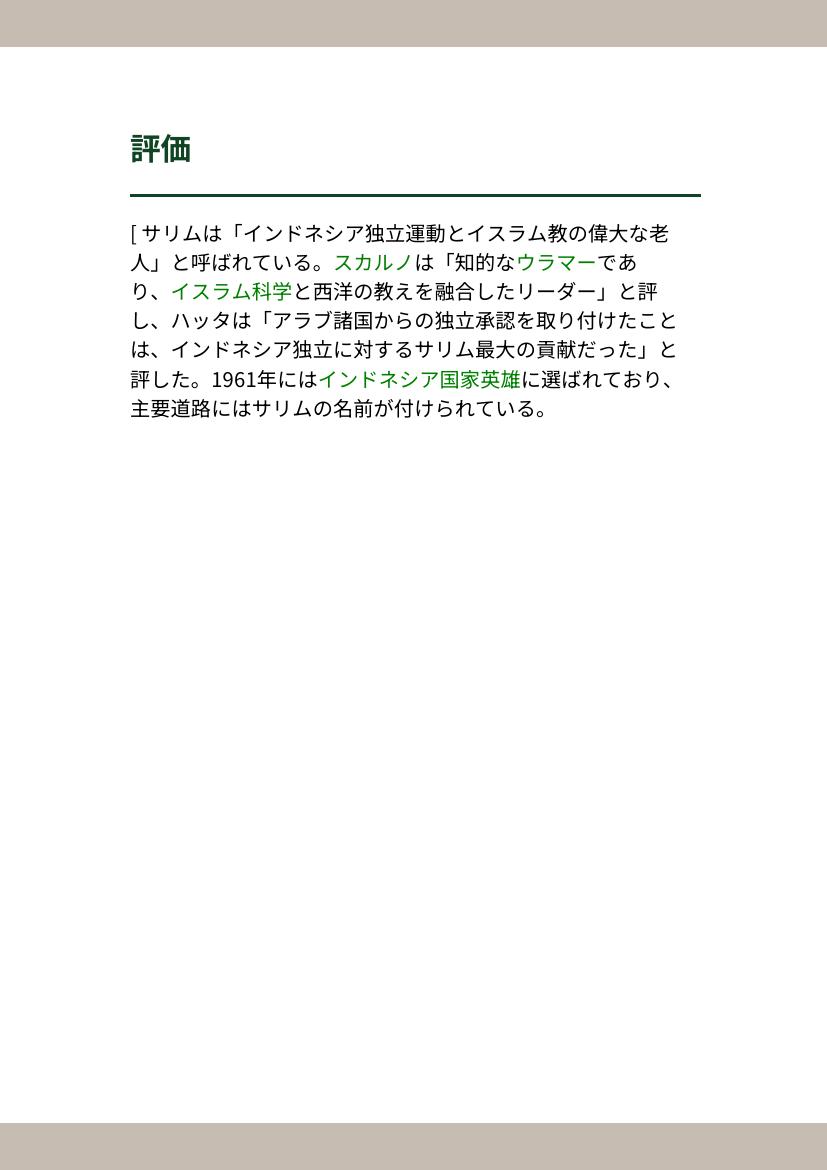 評価
[ サリムは「インドネシア独立運動とイスラム教の偉大な老
人」と呼ばれている。スカルノは「知的なウラマーであ
り、イスラム科学と西洋の教えを融合したリーダー」と評
し、ハッタは「アラブ諸国からの独立承認を取り付けたこと
は、インドネシア独立に対するサリム最大の貢献だった」と
評した。1961年にはインドネシア国家英雄に選ばれており、
主要道路にはサリムの名前が付けられている。